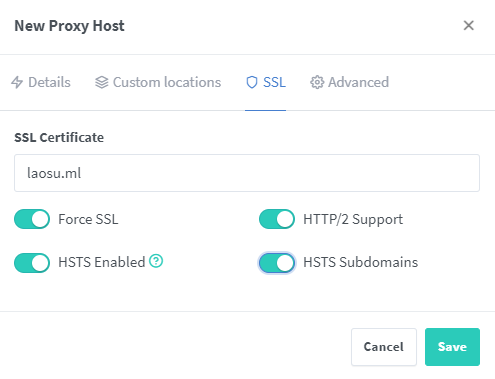 New Proxy Host
Details Custom locations SSL Advanced
SSL Certificate
laosu.ml
Force SSL HTTP/2 Support
HSTS Enabled HSTS Subdomains
Cancel Save